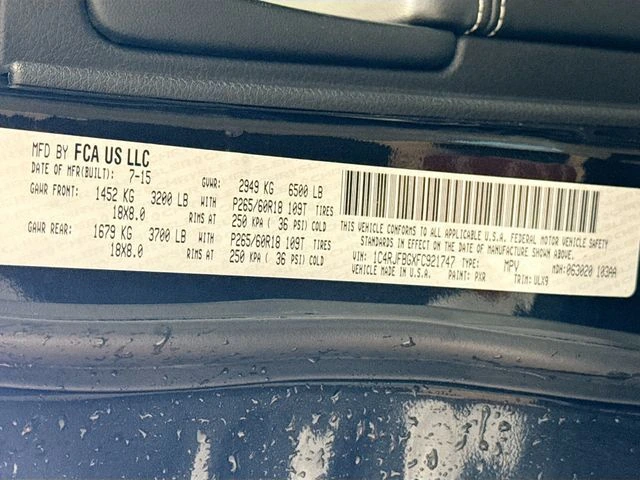 MFD BY FCA US LLC
DATE OF MFR(BUILT): 7-15 GVWR: 2949 KG 6500 LB
GAWR FRONT: 1452 KG 3200 LB WITH P265/60R18 109T TIRES
18X8.0 RIMS AT 250 KPA ( 36 PSI) COLD
GAWR REAR: 1679 KG 3700 LB WITH P265/60R18 109T TIRES
18X8.0 RIMS AT 250 KPA ( 36 PSI) COLD
THIS VEHICLE CONFORMS TO ALL APPLICABLE U.S.A. FEDERAL MOTOR VEHICLE SAFETY
STANDARDS IN EFFECT ON THE DATE OF MANUFACTURE SHOWN ABOVE.
VIN: 1C4RJFBGXFC921747 TYPE: MPV MDH: 063020 103AA
VEHICLE MADE IN U.S.A. PAINT: PXR TRIM: ULX9